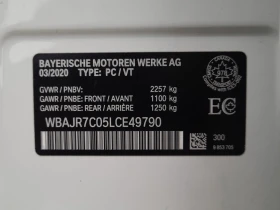 BAYERISCHE MOTOREN WERKE AG
03/2020 TYPE: PC / VT
GVWR / PNBV: 2257 kg
GAWR / PNBE: FRONT / AVANT 1100 kg
GAWR / PNBE: REAR / ARRIÈRE 1250 kg
WBAJR7C05LCE49790
EC
300